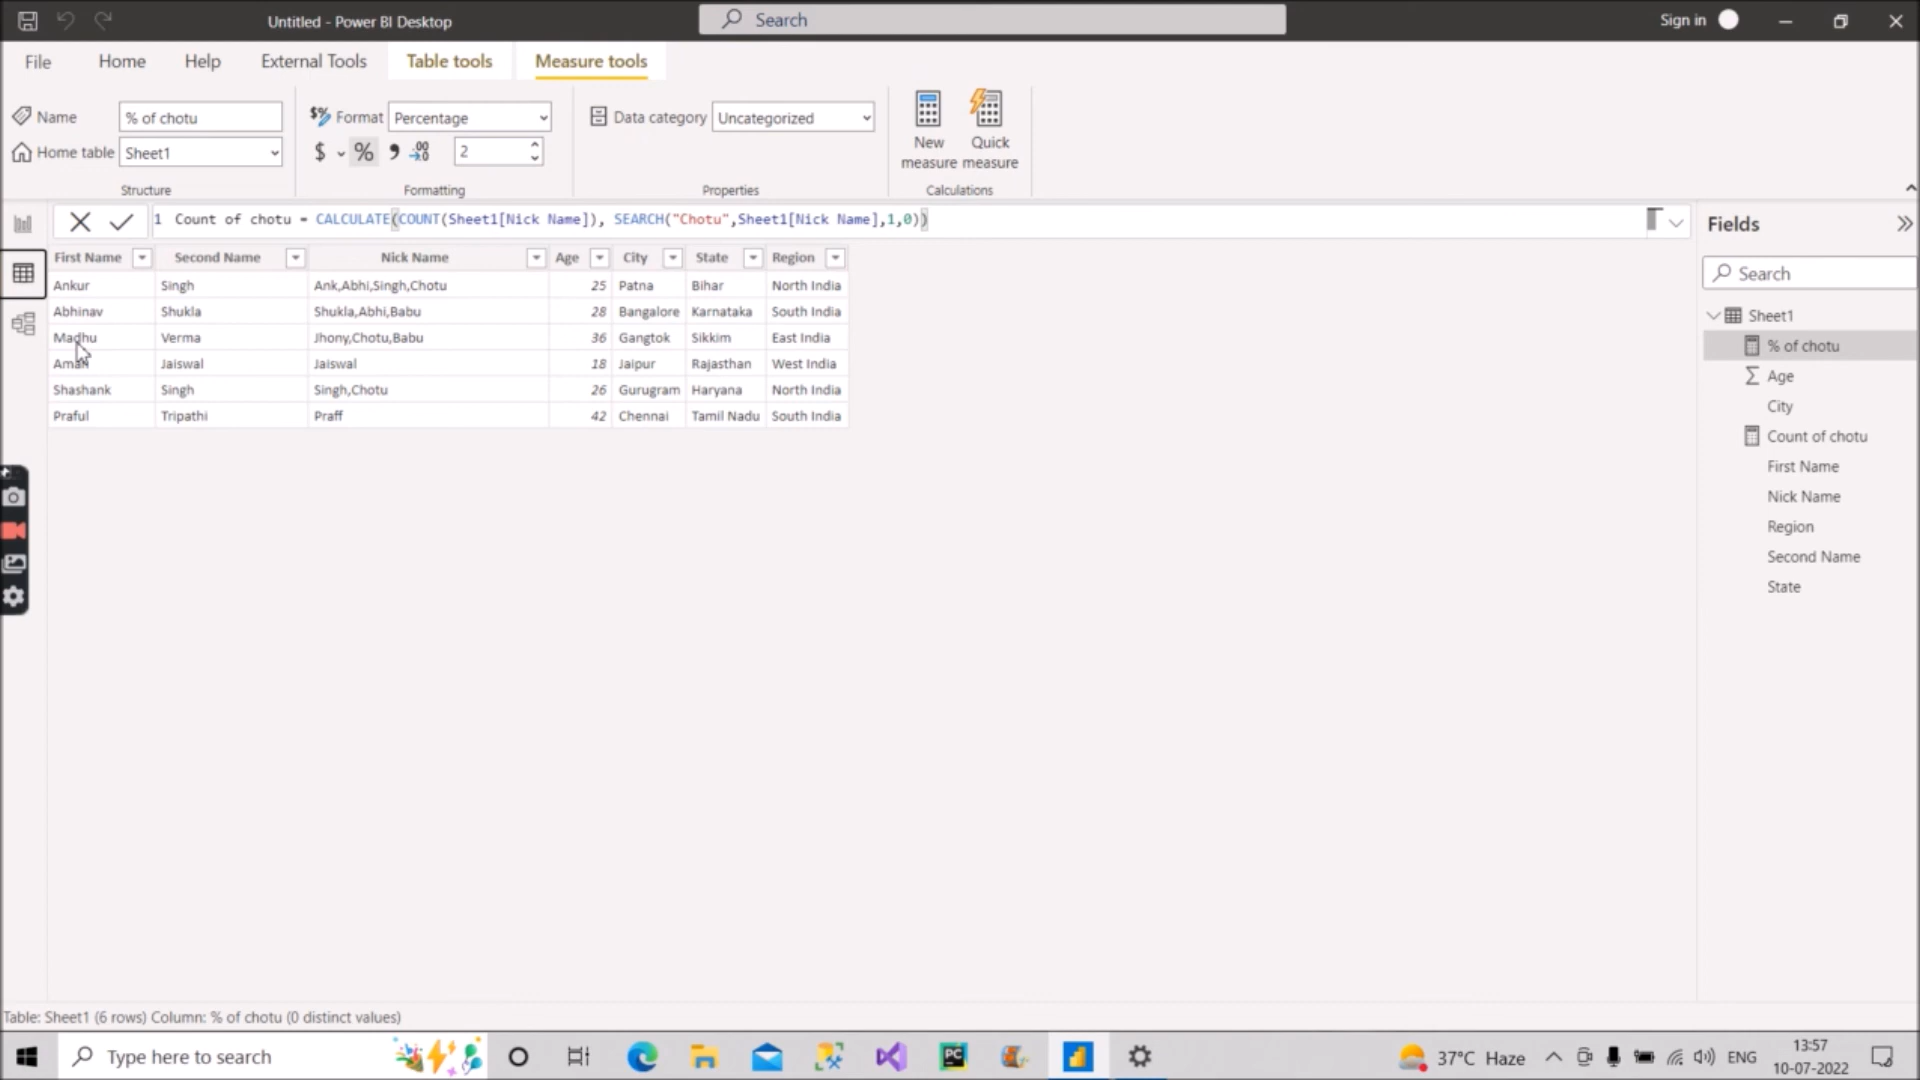 Untitled - Power BI Desktop
Search
Sign in
File Home Help External Tools Table tools Measure tools
Name % of chotu
Home table Sheet1
Structure
$% Format Percentage
$ % 9 .00 →.0 2
Formatting
Data category Uncategorized
Properties
New measure
Quick measure
Calculations
1 Count of chotu = CALCULATE(COUNT(Sheet1[Nick Name]), SEARCH("Chotu",Sheet1[Nick Name],1,0))
First Name Second Name Nick Name Age City State Region
Ankur Singh Ank,Abhi,Singh,Chotu 25 Patna Bihar North India
Abhinav Shukla Shukla,Abhi,Babu 28 Bangalore Karnataka South India
Madhu Verma Jhony,Chotu,Babu 36 Gangtok Sikkim East India
Aman Jaiswal Jaiswal 18 Jaipur Rajasthan West India
Shashank Singh Singh,Chotu 26 Gurugram Haryana North India
Praful Tripathi Praff 42 Chennai Tamil Nadu South India
Fields
Search
Sheet1
% of chotu
Age
City
Count of chotu
First Name
Nick Name
Region
Second Name
State
Table: Sheet1 (6 rows) Column: % of chotu (0 distinct values)
Type here to search
PC
37°C Haze
ENG
13:57
10-07-2022